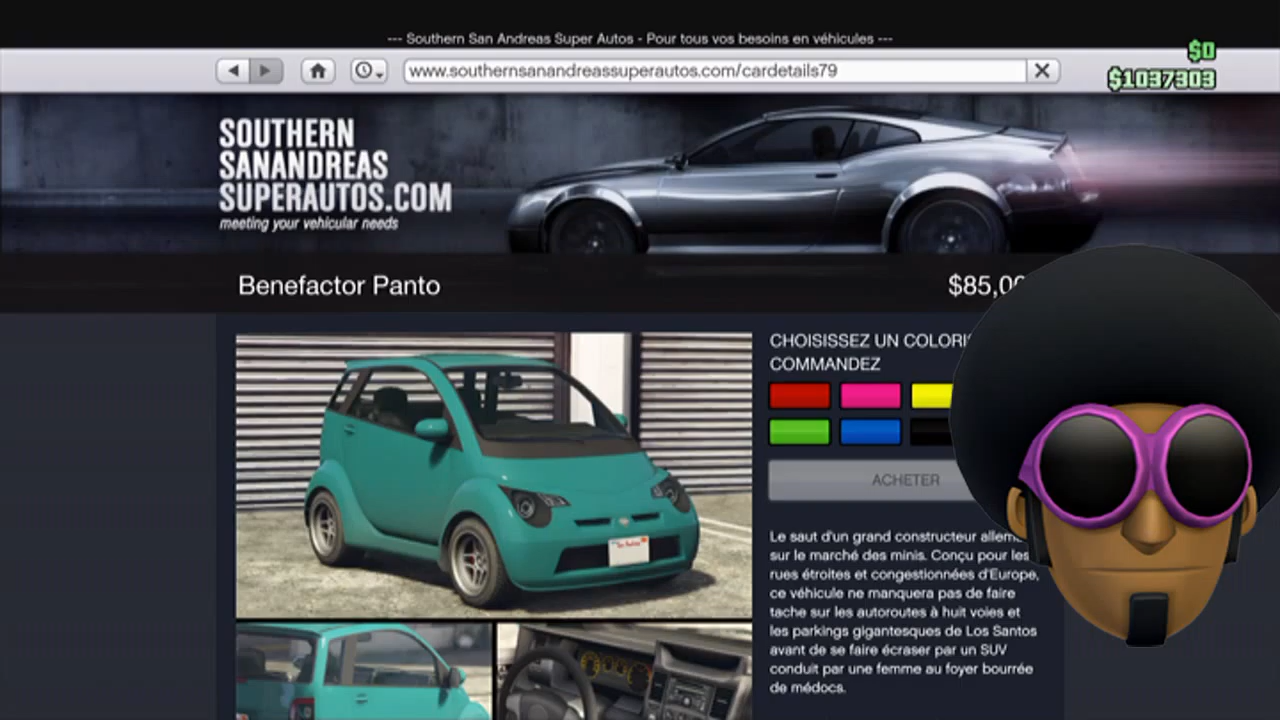 --- Southern San Andreas Super Autos - Pour tous vos besoins en véhicules ---
$0
www.southernsanandreassuperautos.com/cardetails79
$1037303
SOUTHERN
SANANDREAS
SUPERAUTOS.COM
meeting your vehicular needs
Benefactor Panto
$85,00
CHOISISSEZ UN COLORIS
COMMANDEZ
ACHETER
Le saut d'un grand constructeur allem
sur le marché des minis. Conçu pour les
rues étroites et congestionnées d'Europe,
ce véhicule ne manquera pas de faire
tache sur les autoroutes à huit voies et
les parkings gigantesques de Los Santos
avant de se faire écraser par un SUV
conduit par une femme au foyer bourrée
de médocs.